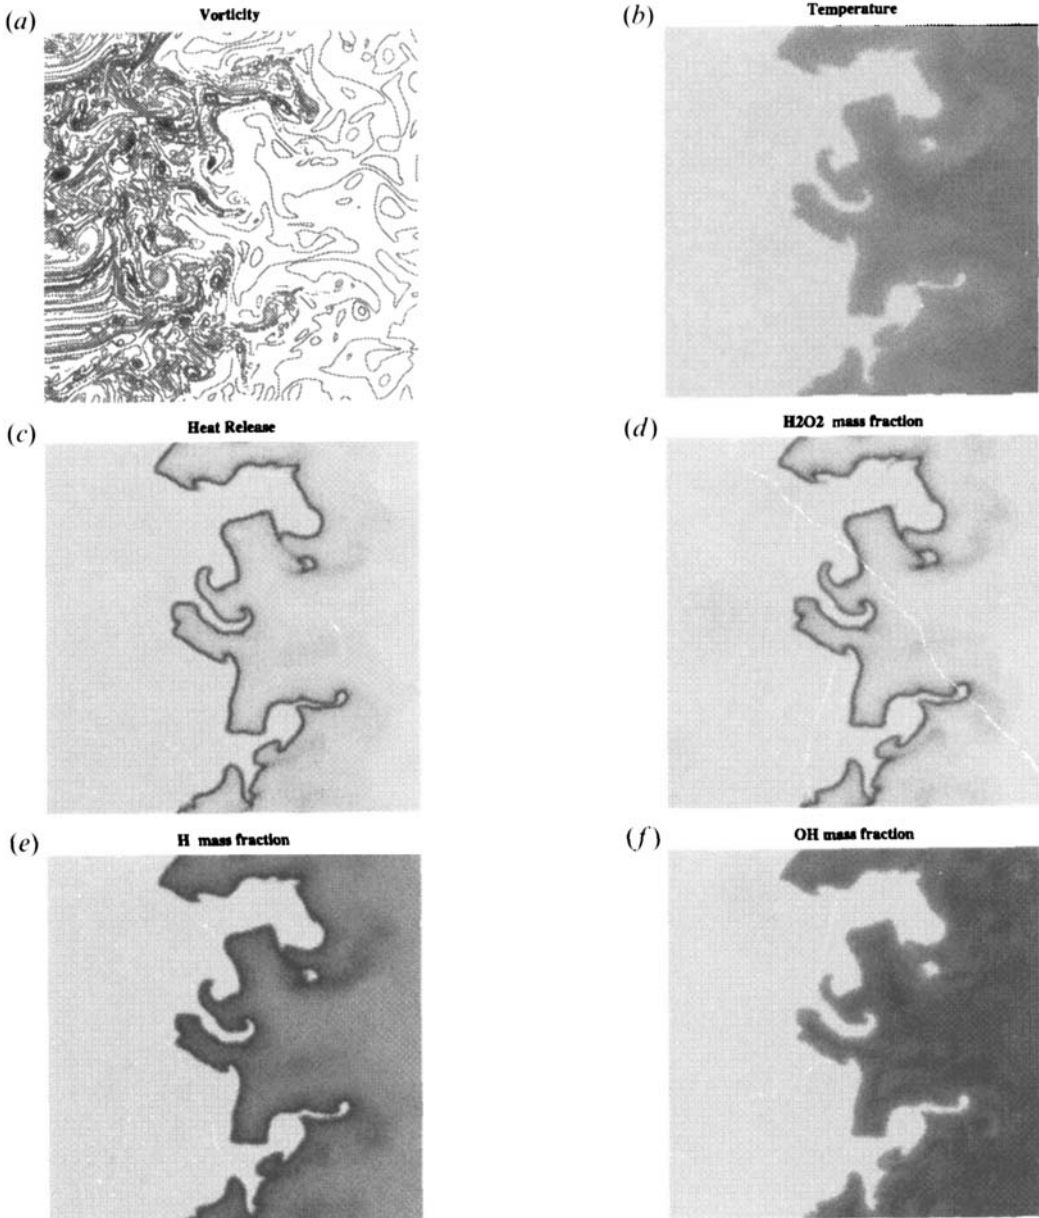 (a) Vorticity
(b) Temperature
(c) Heat Release
(d) H2O2 mass fraction
(e) H mass fraction
(f) OH mass fraction